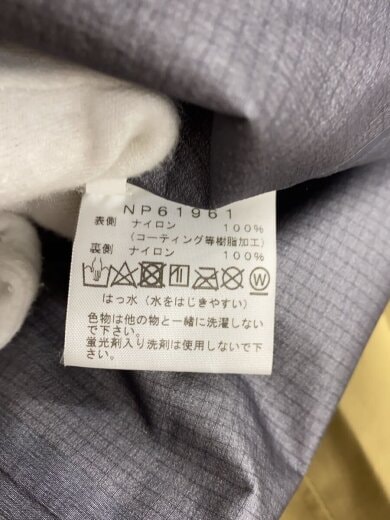 NP61961
表側 ナイロン 100%
(コーティング等樹脂加工)
裏側 ナイロン 100%
はっ水(水をはじきやすい)
色物は他の物と一緒に洗濯しない
で下さい。
蛍光剤入り洗剤は使用しないで下
さい。